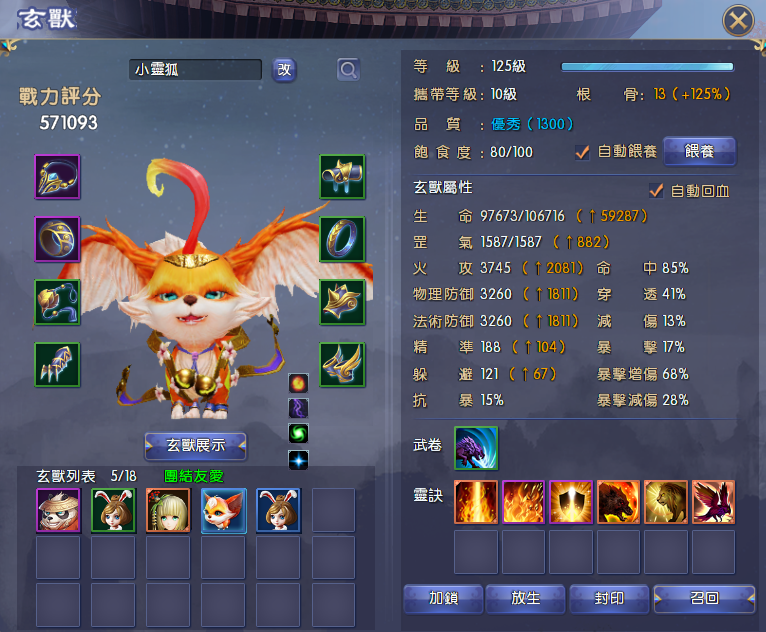 玄獸
小靈狐 改
戰力評分
571093
玄獸展示
玄獸列表 5/18 團結友愛
等級：125級
攜帶等級：10級 根骨：13（+125%）
品質：優秀（1300）
飽食度：80/100 自動餵養 餵養
玄獸屬性 自動回血
生命 97673/106716（↑59287）
罡氣 1587/1587（↑882）
火攻 3745（↑2081） 命中 85%
物理防御 3260（↑1811） 穿透 41%
法術防御 3260（↑1811） 減傷 13%
精準 188（↑104） 暴擊 17%
躲避 121（↑67） 暴擊增傷 68%
抗暴 15% 暴擊減傷 28%
武卷
靈訣
加鎖 放生 封印 召回